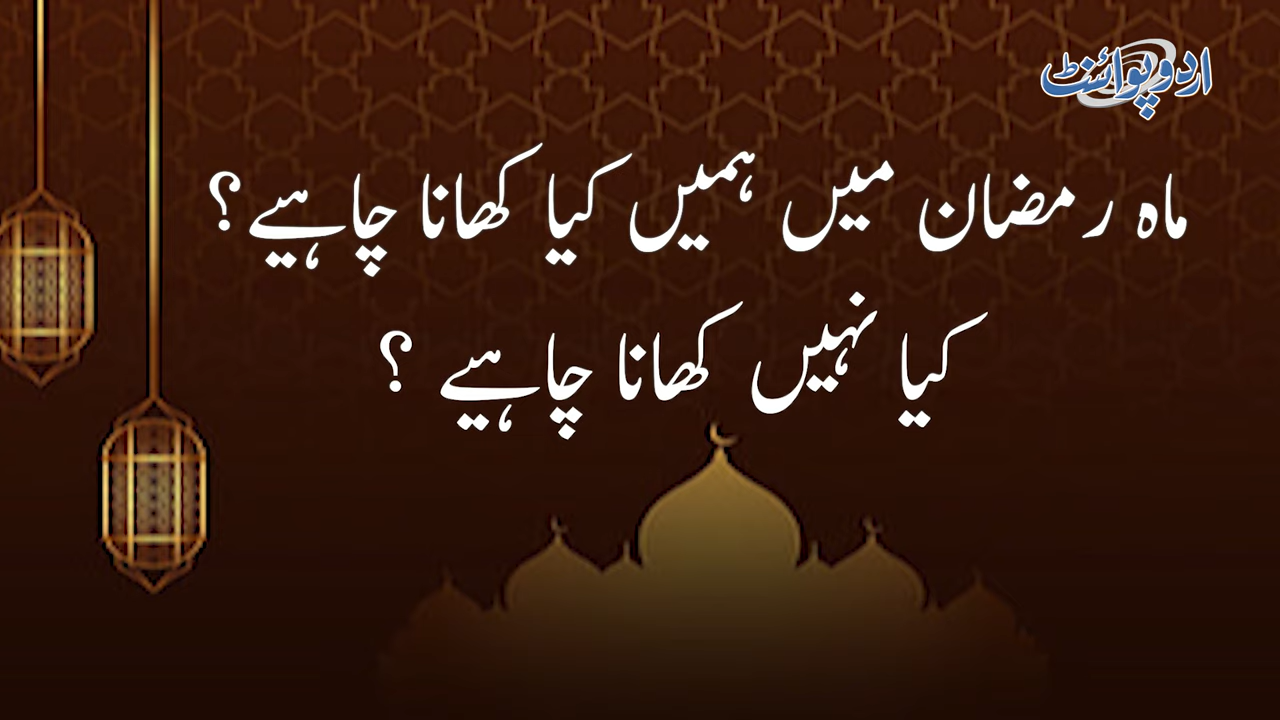 اردو پوائنٹ
ماہ رمضان میں ہمیں کیا کھانا چاہیے؟
کیا نہیں کھانا چاہیے ؟